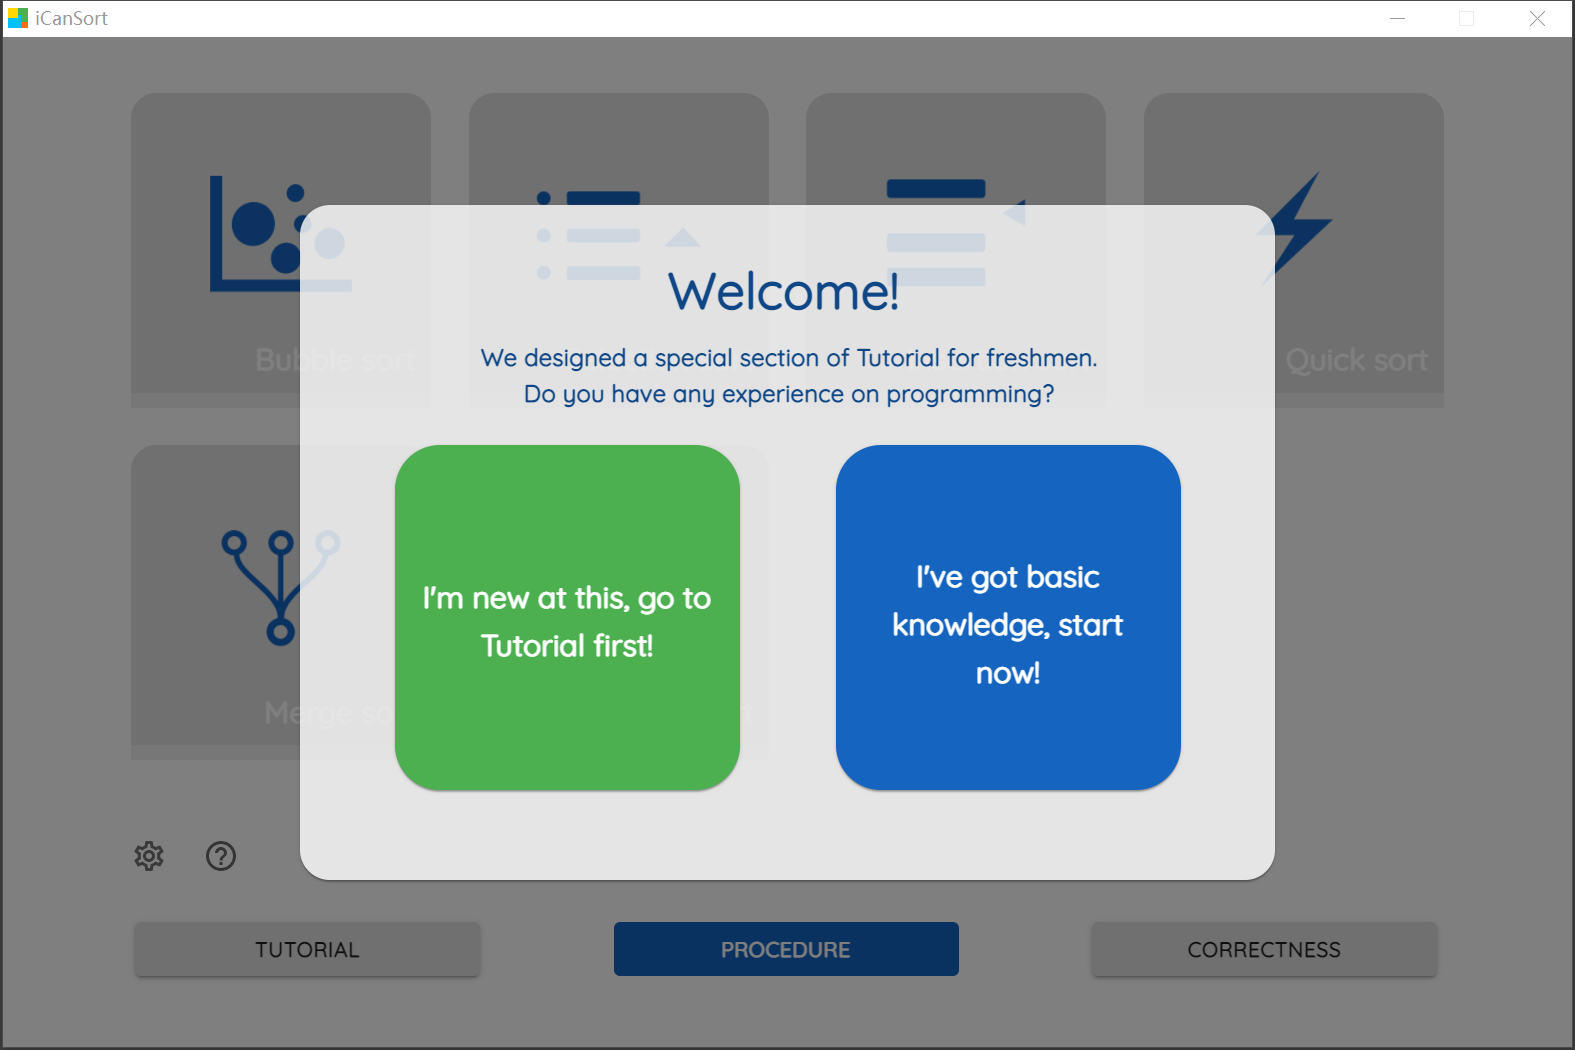 iCanSort
Welcome!
We designed a special section of Tutorial for freshmen.
Do you have any experience on programming?
Bubble sort
Quick sort
I'm new at this, go to
Tutorial first!
I've got basic
knowledge, start
now!
Merge so
TUTORIAL
PROCEDURE
CORRECTNESS